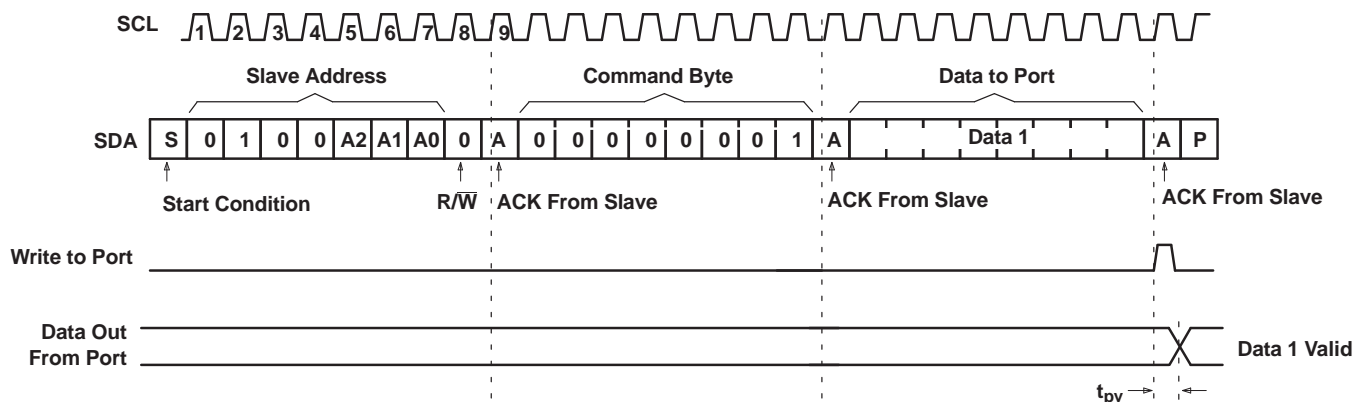 SCL 1 2 3 4 5 6 7 8 9
Slave Address Command Byte Data to Port
SDA S 0 1 0 0 A2 A1 A0 0 A 0 0 0 0 0 0 0 1 A Data 1 A P
Start Condition R/W̅ ACK From Slave ACK From Slave ACK From Slave
Write to Port
Data Out
From Port
Data 1 Valid
tpv